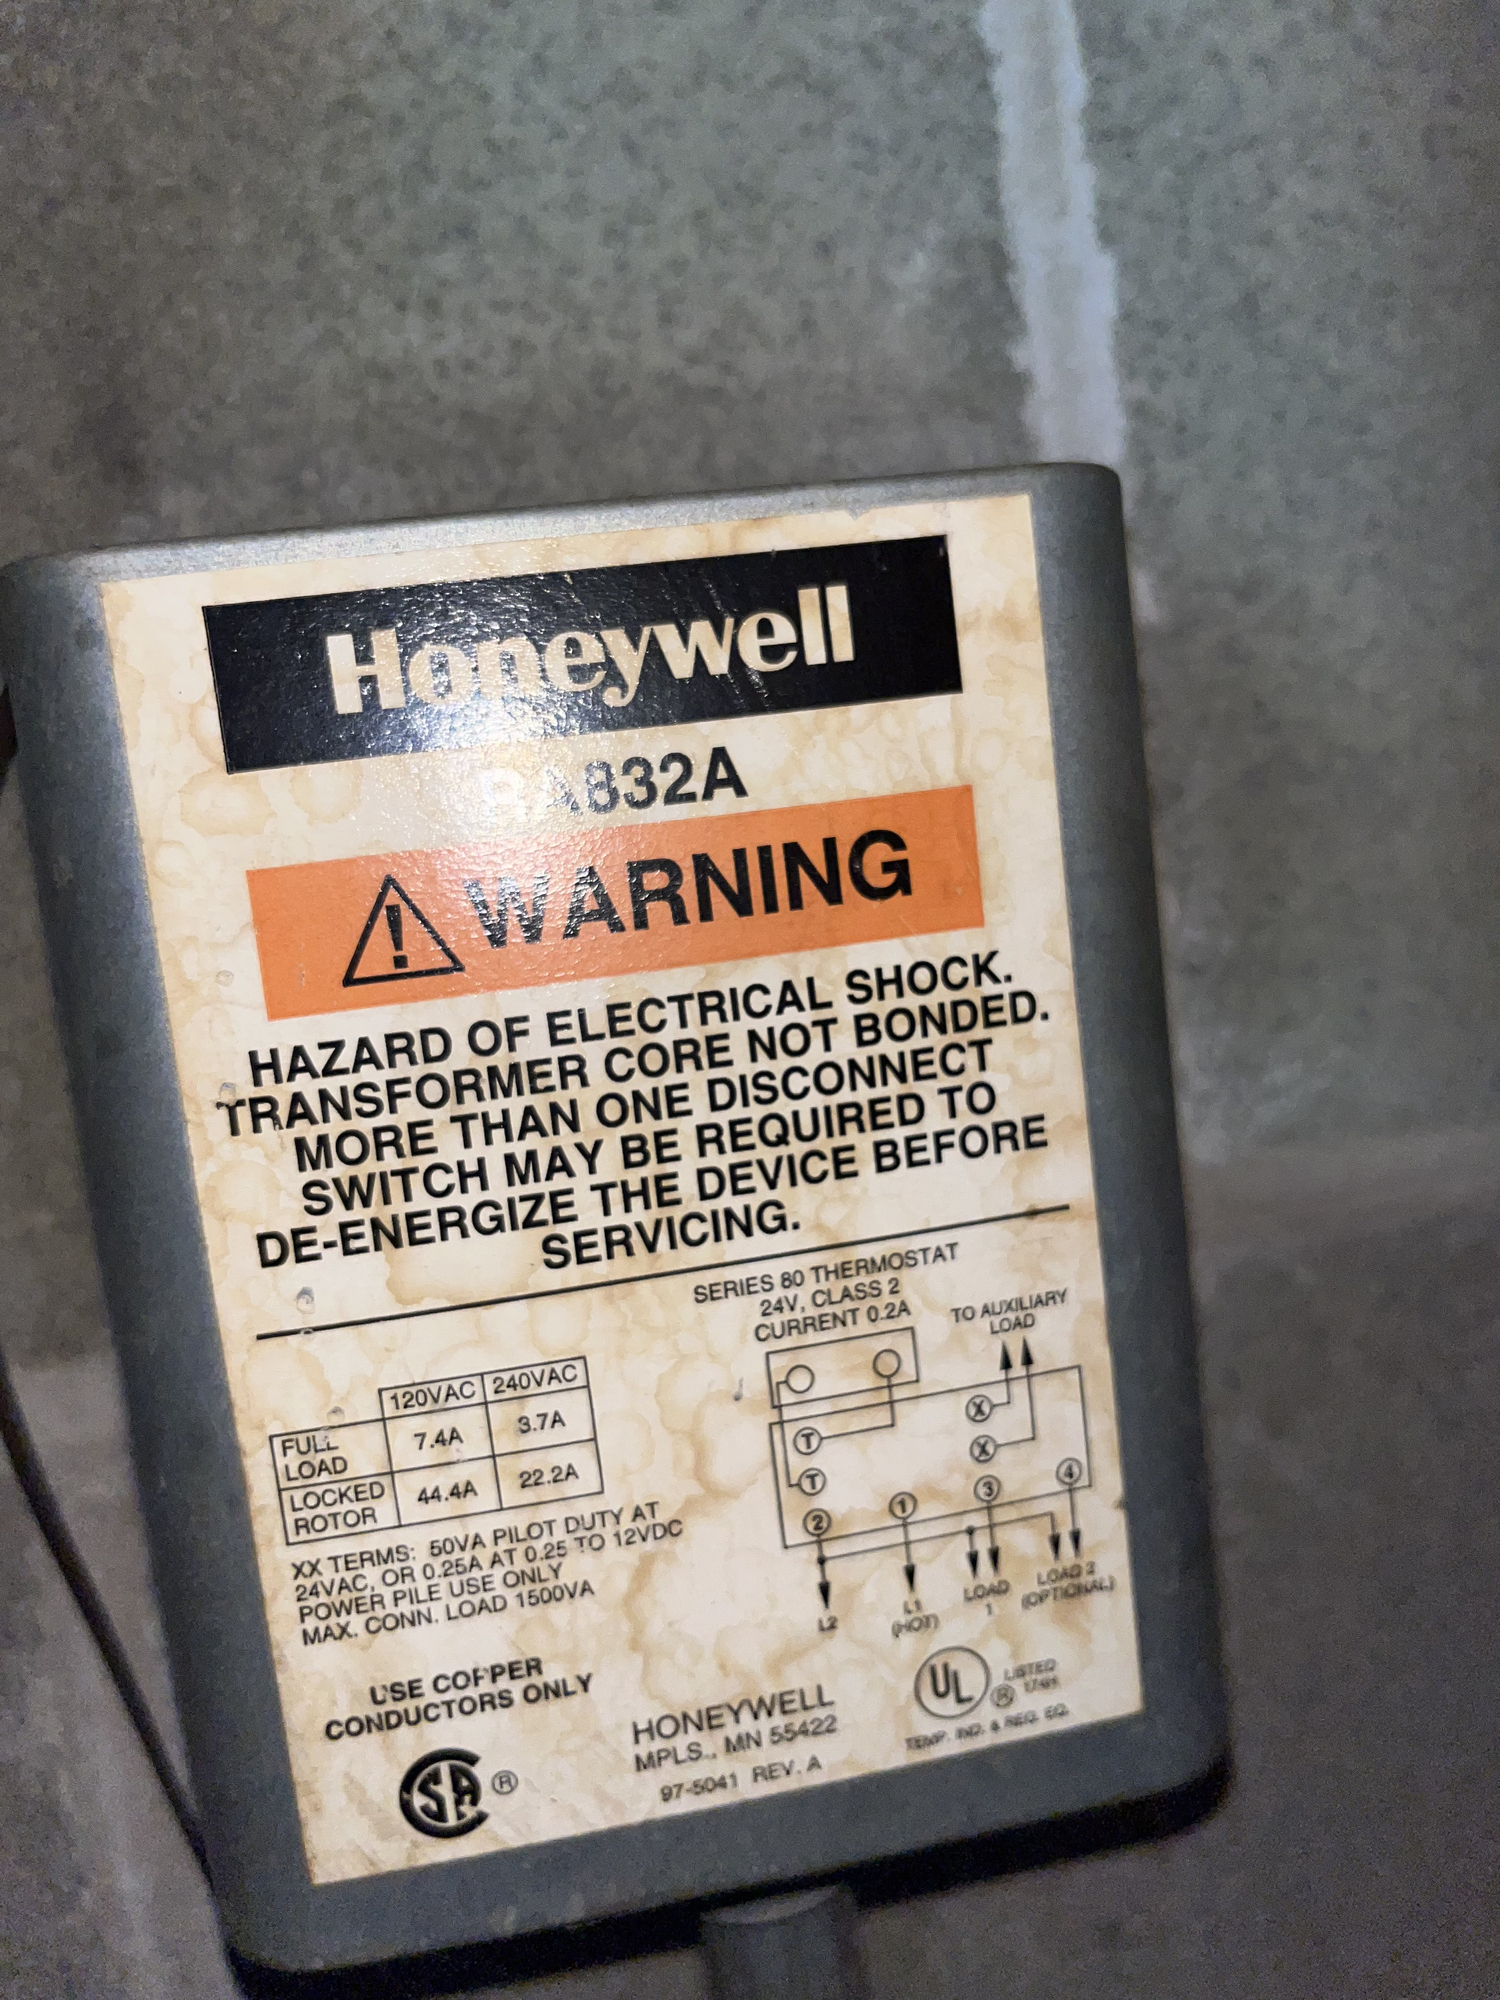 Honeywell
RA832A
WARNING
HAZARD OF ELECTRICAL SHOCK.
TRANSFORMER CORE NOT BONDED.
MORE THAN ONE DISCONNECT
SWITCH MAY BE REQUIRED TO
DE-ENERGIZE THE DEVICE BEFORE
SERVICING.
SERIES 80 THERMOSTAT
24V, CLASS 2
CURRENT 0.2A
TO AUXILIARY
LOAD
120VAC 240VAC
FULL
LOAD
7.4A 3.7A
LOCKED
ROTOR
44.4A 22.2A
XX TERMS: 50VA PILOT DUTY AT
24VAC, OR 0.25A AT 0.25 TO 12VDC
POWER PILE USE ONLY
MAX. CONN. LOAD 1500VA
T
T
X
X
2 1 3 4
L2
L1
(HOT)
LOAD
1
LOAD 2
(OPTIONAL)
USE COPPER
CONDUCTORS ONLY
HONEYWELL
MPLS., MN 55422
97-5041 REV. A
SA ®
UL ®
LISTED
TEMP. IND. & REG. EQ.